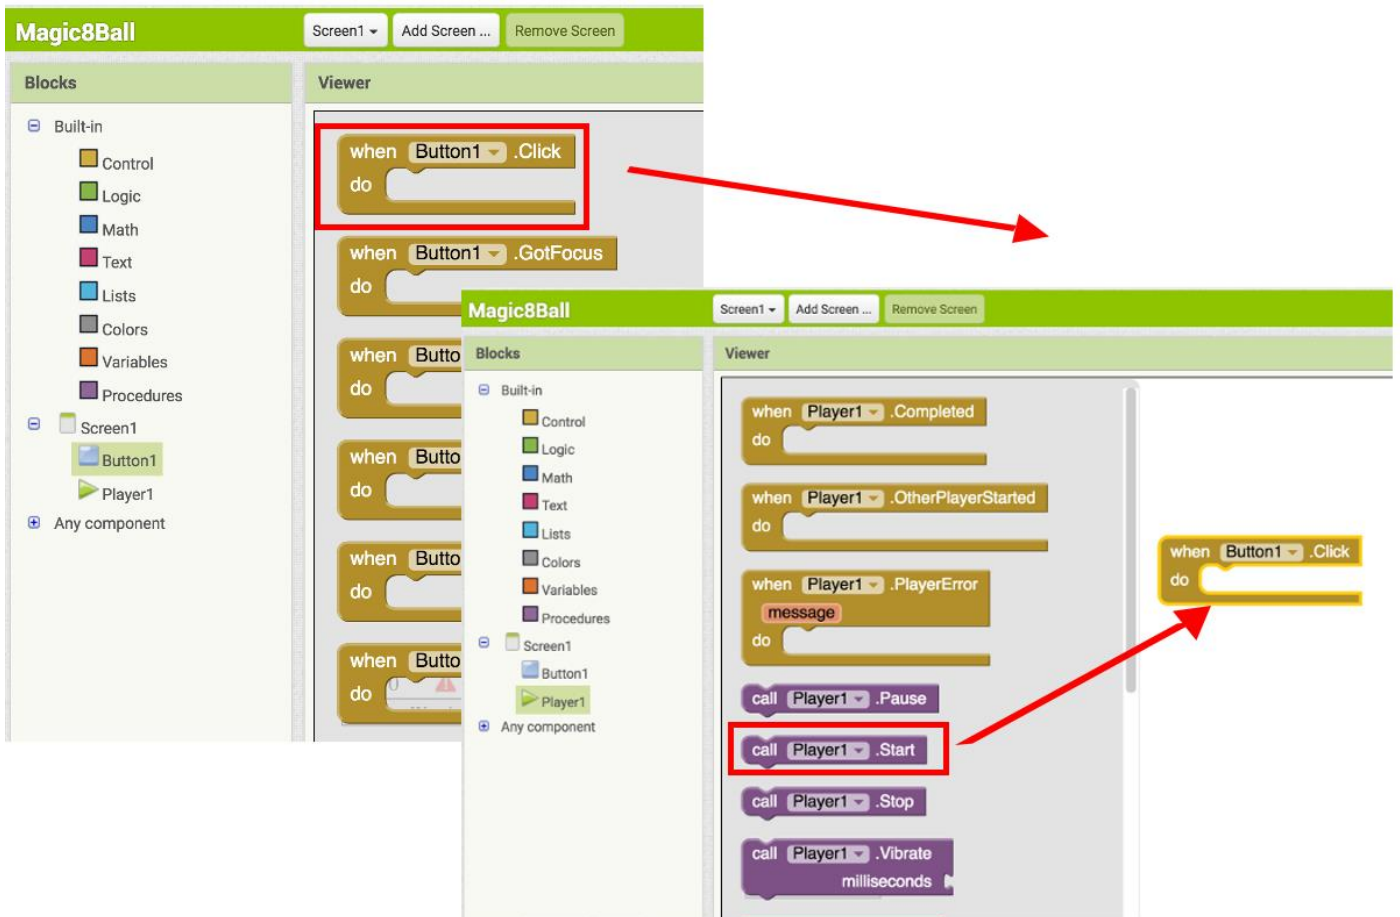 Magic8Ball
Screen1
Add Screen ...
Remove Screen
Blocks
Viewer
Built-in
Control
Logic
Math
Text
Lists
Colors
Variables
Procedures
Screen1
Button1
Player1
Any component
when Button1 .Click
do
when Button1 .GotFocus
do
when Butto
do
when Butto
do
when Butto
do
when Butto
do
Magic8Ball
Screen1
Add Screen ...
Remove Screen
Blocks
Viewer
Built-in
Control
Logic
Math
Text
Lists
Colors
Variables
Procedures
Screen1
Button1
Player1
Any component
when Player1 .Completed
do
when Player1 .OtherPlayerStarted
do
when Player1 .PlayerError
message
do
call Player1 .Pause
call Player1 .Start
call Player1 .Stop
call Player1 .Vibrate
milliseconds
when Button1 .Click
do